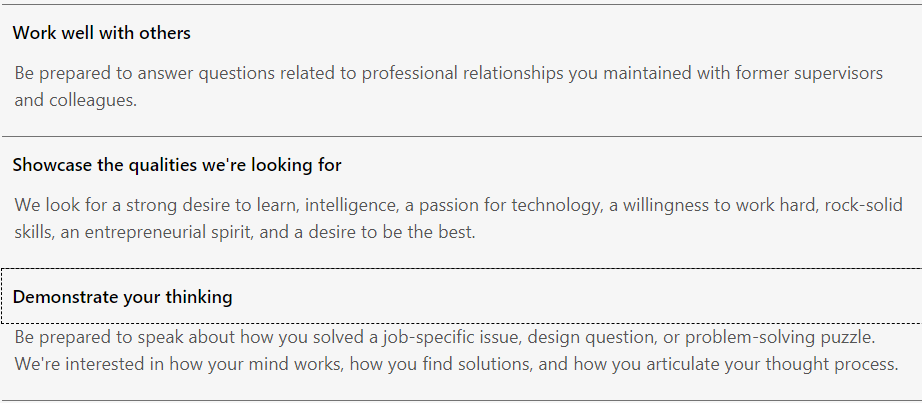 Work well with others
Be prepared to answer questions related to professional relationships you maintained with former supervisors
and colleagues.
Showcase the qualities we're looking for
We look for a strong desire to learn, intelligence, a passion for technology, a willingness to work hard, rock-solid
skills, an entrepreneurial spirit, and a desire to be the best.
Demonstrate your thinking
Be prepared to speak about how you solved a job-specific issue, design question, or problem-solving puzzle.
We're interested in how your mind works, how you find solutions, and how you articulate your thought process.